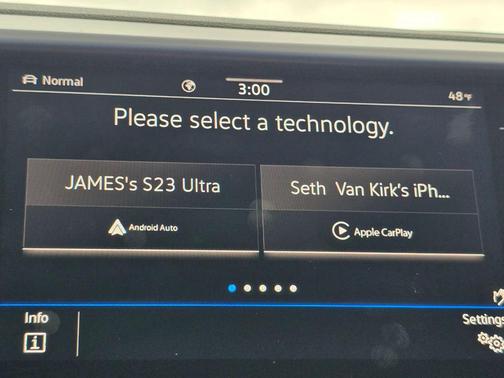 Normal
3:00
48°F
Please select a technology.
JAMES's S23 Ultra
Seth Van Kirk's iPh...
Android Auto
Apple CarPlay
Info
Settings